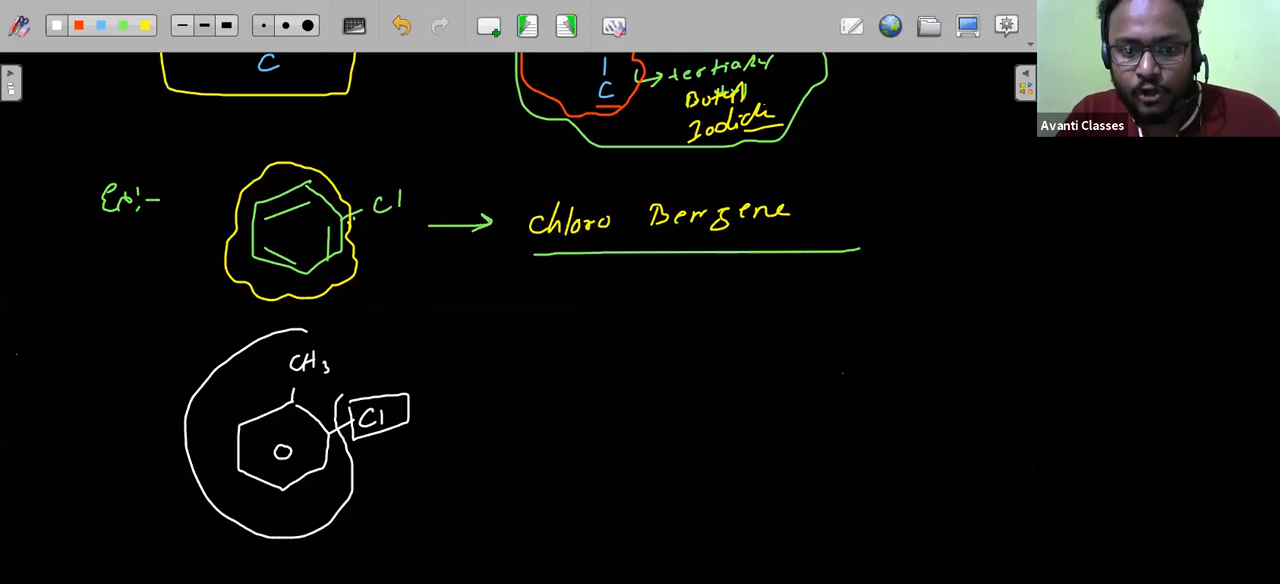 C
C
tertiary
Butyl
Iodide
Avanti Classes
Ex:-
Cl
Chloro Benzene
CH3
Cl